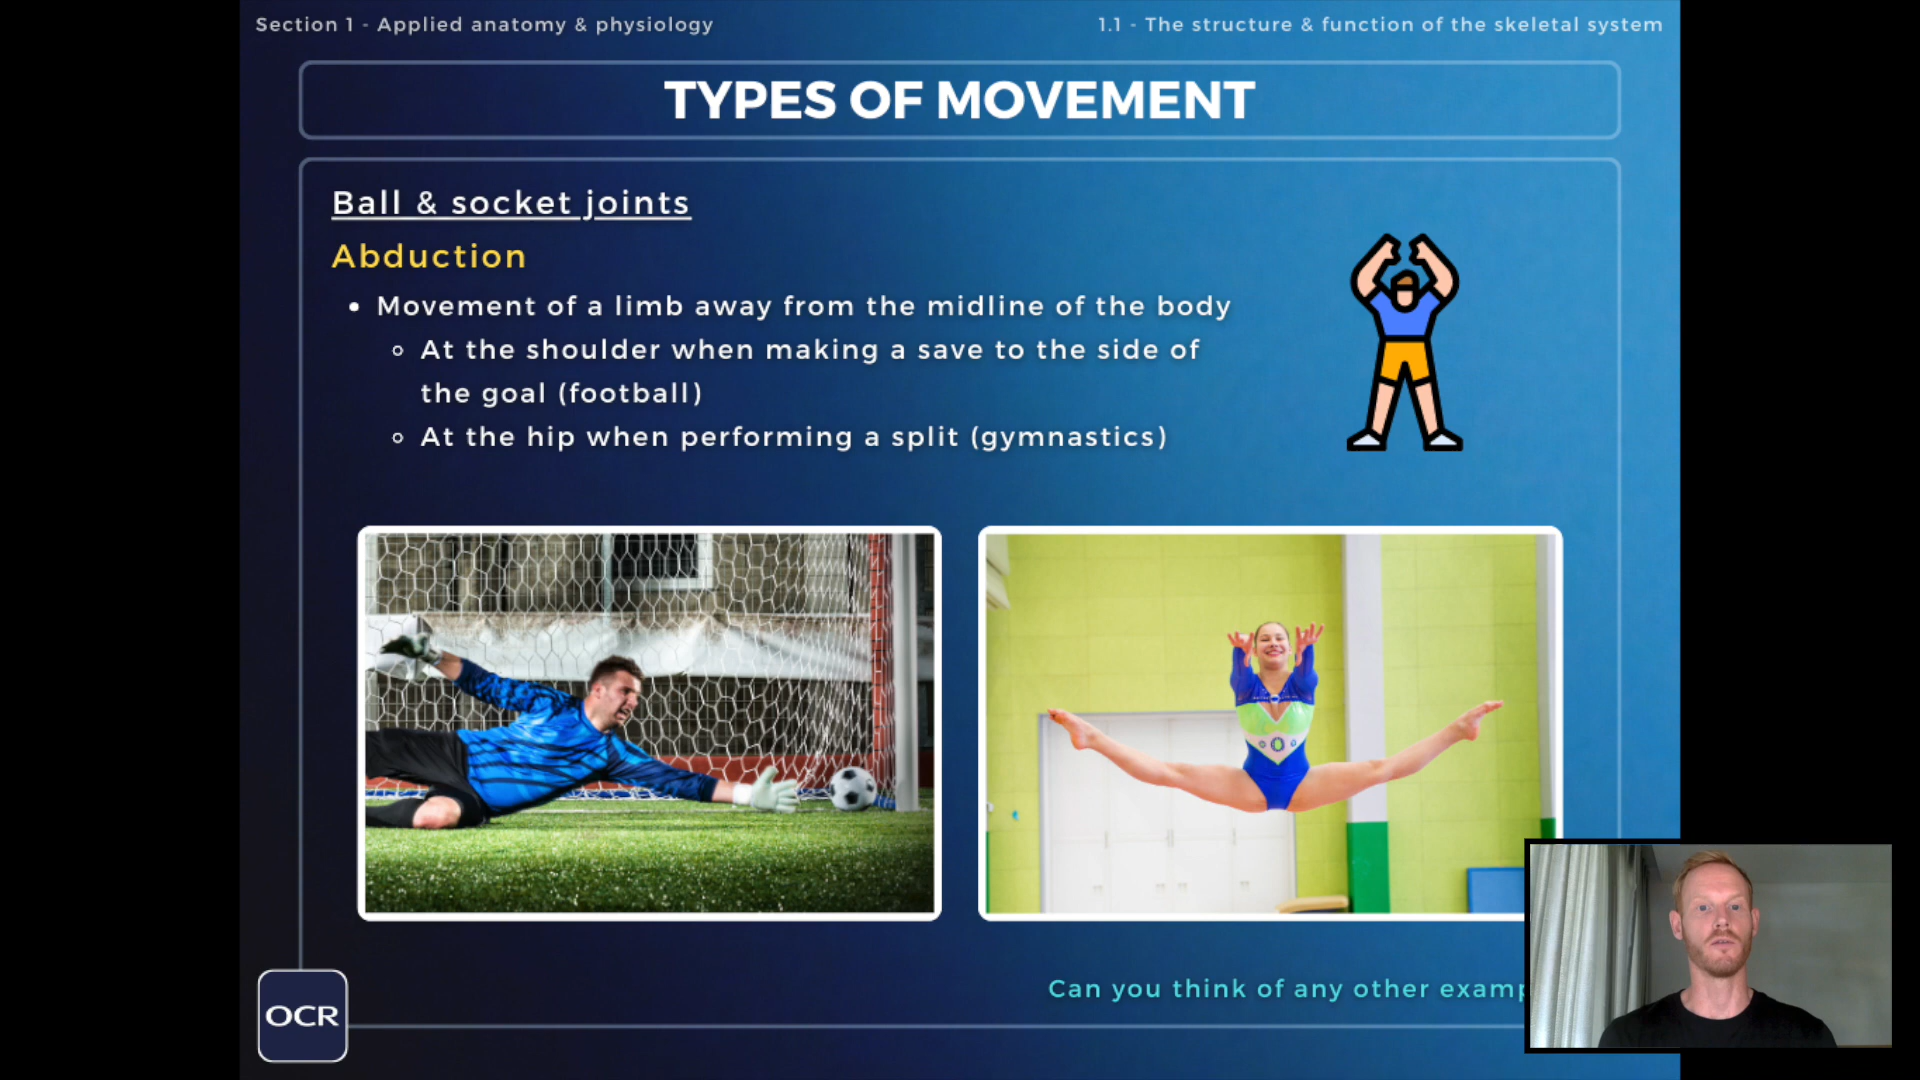 Section 1 - Applied anatomy & physiology
1.1 - The structure & function of the skeletal system
TYPES OF MOVEMENT
Ball & socket joints
Abduction
• Movement of a limb away from the midline of the body
◦ At the shoulder when making a save to the side of
the goal (football)
◦ At the hip when performing a split (gymnastics)
Can you think of any other
OCR